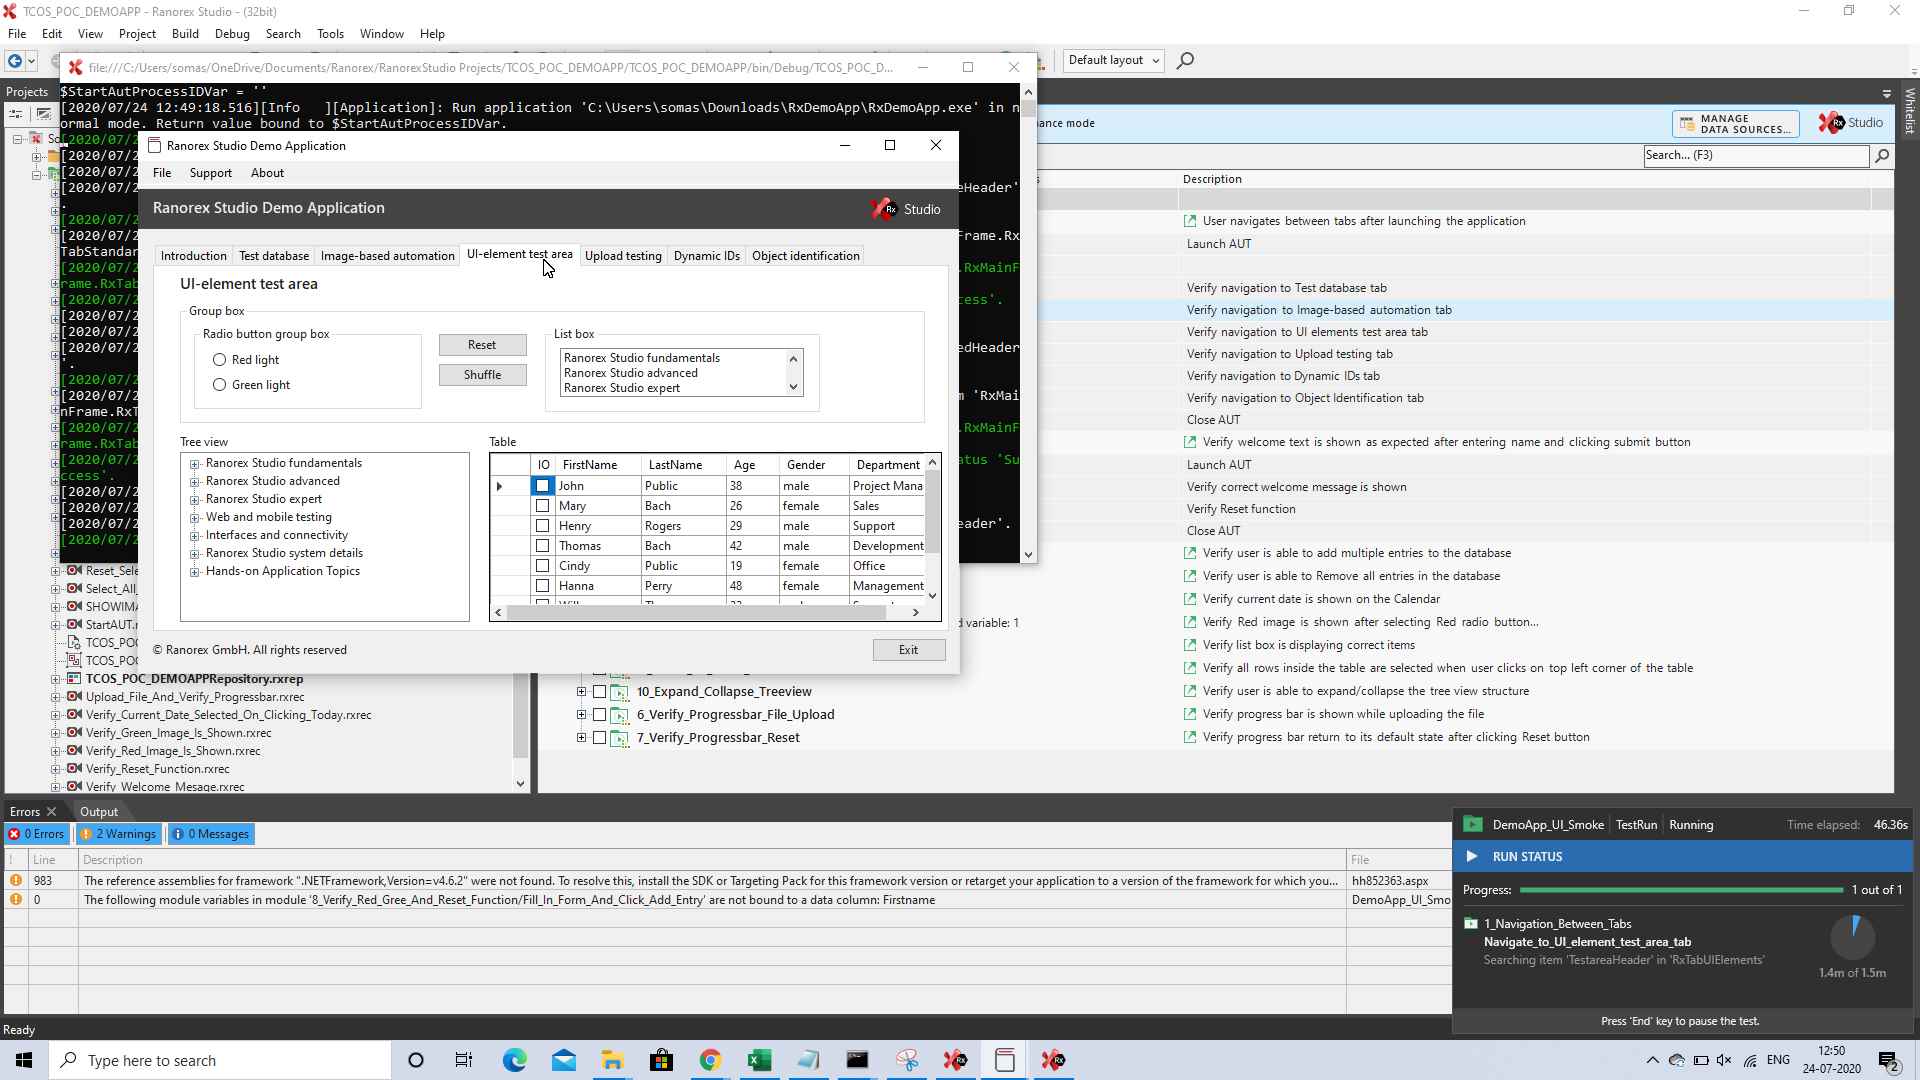 TCOS_POC_DEMOAPP - Ranorex Studio - (32bit)
File Edit View Project Build Debug Search Tools Window Help
Default layout
file:///C:/Users/somas/OneDrive/Documents/Ranorex/RanorexStudio Projects/TCOS_POC_DEMOAPP/TCOS_POC_DEMOAPP/bin/Debug/TCOS_POC_D...
Projects
$StartAutProcessIDVar = ''
[2020/07/24 12:49:18.516][Info   ][Application]: Run application 'C:\Users\somas\Downloads\RxDemoApp\RxDemoApp.exe' in n
ormal mode. Return value bound to $StartAutProcessIDVar.
ance mode
MANAGE
DATA SOURCES...
Studio
Whitelist
Search... (F3)
Description
User navigates between tabs after launching the application
Launch AUT
Verify navigation to Test database tab
Verify navigation to Image-based automation tab
Verify navigation to UI elements test area tab
Verify navigation to Upload testing tab
Verify navigation to Dynamic IDs tab
Verify navigation to Object Identification tab
Close AUT
Verify welcome text is shown as expected after entering name and clicking submit button
Launch AUT
Verify correct welcome message is shown
Verify Reset function
Close AUT
Verify user is able to add multiple entries to the database
Verify user is able to Remove all entries in the database
Verify current date is shown on the Calendar
d variable: 1
Verify Red image is shown after selecting Red radio button...
Verify list box is displaying correct items
Verify all rows inside the table are selected when user clicks on top left corner of the table
10_Expand_Collapse_Treeview
Verify user is able to expand/collapse the tree view structure
6_Verify_Progressbar_File_Upload
Verify progress bar is shown while uploading the file
7_Verify_Progressbar_Reset
Verify progress bar return to its default state after clicking Reset button
Ranorex Studio Demo Application
File Support About
Ranorex Studio Demo Application
Rx Studio
Introduction Test database Image-based automation UI-element test area Upload testing Dynamic IDs Object identification
UI-element test area
Group box
Radio button group box
Red light
Green light
Reset
Shuffle
List box
Ranorex Studio fundamentals
Ranorex Studio advanced
Ranorex Studio expert
Tree view
Ranorex Studio fundamentals
Ranorex Studio advanced
Ranorex Studio expert
Web and mobile testing
Interfaces and connectivity
Ranorex Studio system details
Hands-on Application Topics
Table
IO FirstName LastName Age Gender Department
John Public 38 male Project Mana
Mary Bach 26 female Sales
Henry Rogers 29 male Support
Thomas Bach 42 male Development
Cindy Public 19 female Office
Hanna Perry 48 female Management
© Ranorex GmbH. All rights reserved
Exit
Reset_Sele
Select_All_
SHOWIMA
StartAUT.r
TCOS_POC
TCOS_POC
TCOS_POC_DEMOAPPRepository.rxrep
Upload_File_And_Verify_Progressbar.rxrec
Verify_Current_Date_Selected_On_Clicking_Today.rxrec
Verify_Green_Image_Is_Shown.rxrec
Verify_Red_Image_Is_Shown.rxrec
Verify_Reset_Function.rxrec
Verify_Welcome_Mesage.rxrec
Errors Output
0 Errors 2 Warnings 0 Messages
! Line Description File
983 The reference assemblies for framework ".NETFramework,Version=v4.6.2" were not found. To resolve this, install the SDK or Targeting Pack for this framework version or retarget your application to a version of the framework for which you... hh852363.aspx
0 The following module variables in module '8_Verify_Red_Gree_And_Reset_Function/Fill_In_Form_And_Click_Add_Entry' are not bound to a data column: Firstname DemoApp_UI_Smo
DemoApp_UI_Smoke TestRun Running Time elapsed: 46.36s
RUN STATUS
Progress: 1 out of 1
1_Navigation_Between_Tabs
Navigate_to_UI_element_test_area_tab
Searching item 'TestareaHeader' in 'RxTabUIElements'
1.4m of 1.5m
Press 'End' key to pause the test.
Ready
Type here to search
ENG
12:50
24-07-2020
2